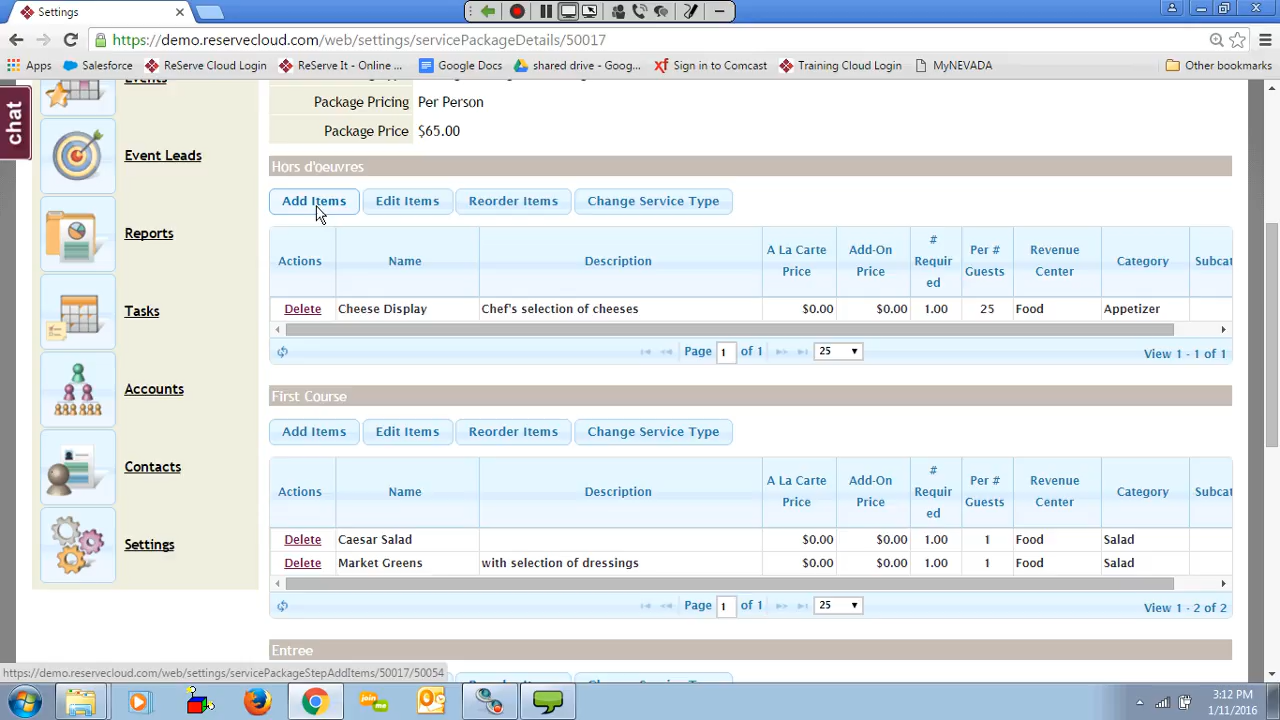 Settings
https://demo.reservecloud.com/web/settings/servicePackageDetails/50017
Apps Salesforce ReServe Cloud Login ReServe It - Online ... Google Docs shared drive - Goog... Sign in to Comcast Training Cloud Login MyNEVADA Other bookmarks
chat
Events
Event Leads
Reports
Tasks
Accounts
Contacts
Settings
Package Pricing Per Person
Package Price $65.00
Hors d'oeuvres
Add Items Edit Items Reorder Items Change Service Type
Actions Name Description A La Carte Price Add-On Price # Requir ed Per # Guests Revenue Center Category Subcat
Delete Cheese Display Chef's selection of cheeses $0.00 $0.00 1.00 25 Food Appetizer
Page 1 of 1 25 View 1 - 1 of 1
First Course
Add Items Edit Items Reorder Items Change Service Type
Actions Name Description A La Carte Price Add-On Price # Requir ed Per # Guests Revenue Center Category Subcat
Delete Caesar Salad $0.00 $0.00 1.00 1 Food Salad
Delete Market Greens with selection of dressings $0.00 $0.00 1.00 1 Food Salad
Page 1 of 1 25 View 1 - 2 of 2
Entree
https://demo.reservecloud.com/web/settings/servicePackageStepAddItems/50017/50054
join.me
3:12 PM
1/11/2016